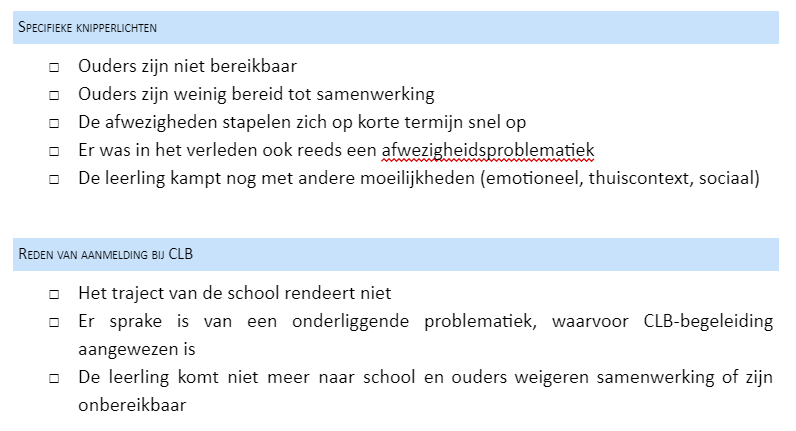 Specifieke knipperlichten
□ Ouders zijn niet bereikbaar
□ Ouders zijn weinig bereid tot samenwerking
□ De afwezigheden stapelen zich op korte termijn snel op
□ Er was in het verleden ook reeds een afwezigheidsproblematiek
□ De leerling kampt nog met andere moeilijkheden (emotioneel, thuiscontext, sociaal)
Reden van aanmelding bij CLB
□ Het traject van de school rendeert niet
□ Er sprake is van een onderliggende problematiek, waarvoor CLB-begeleiding
aangewezen is
□ De leerling komt niet meer naar school en ouders weigeren samenwerking of zijn
onbereikbaar